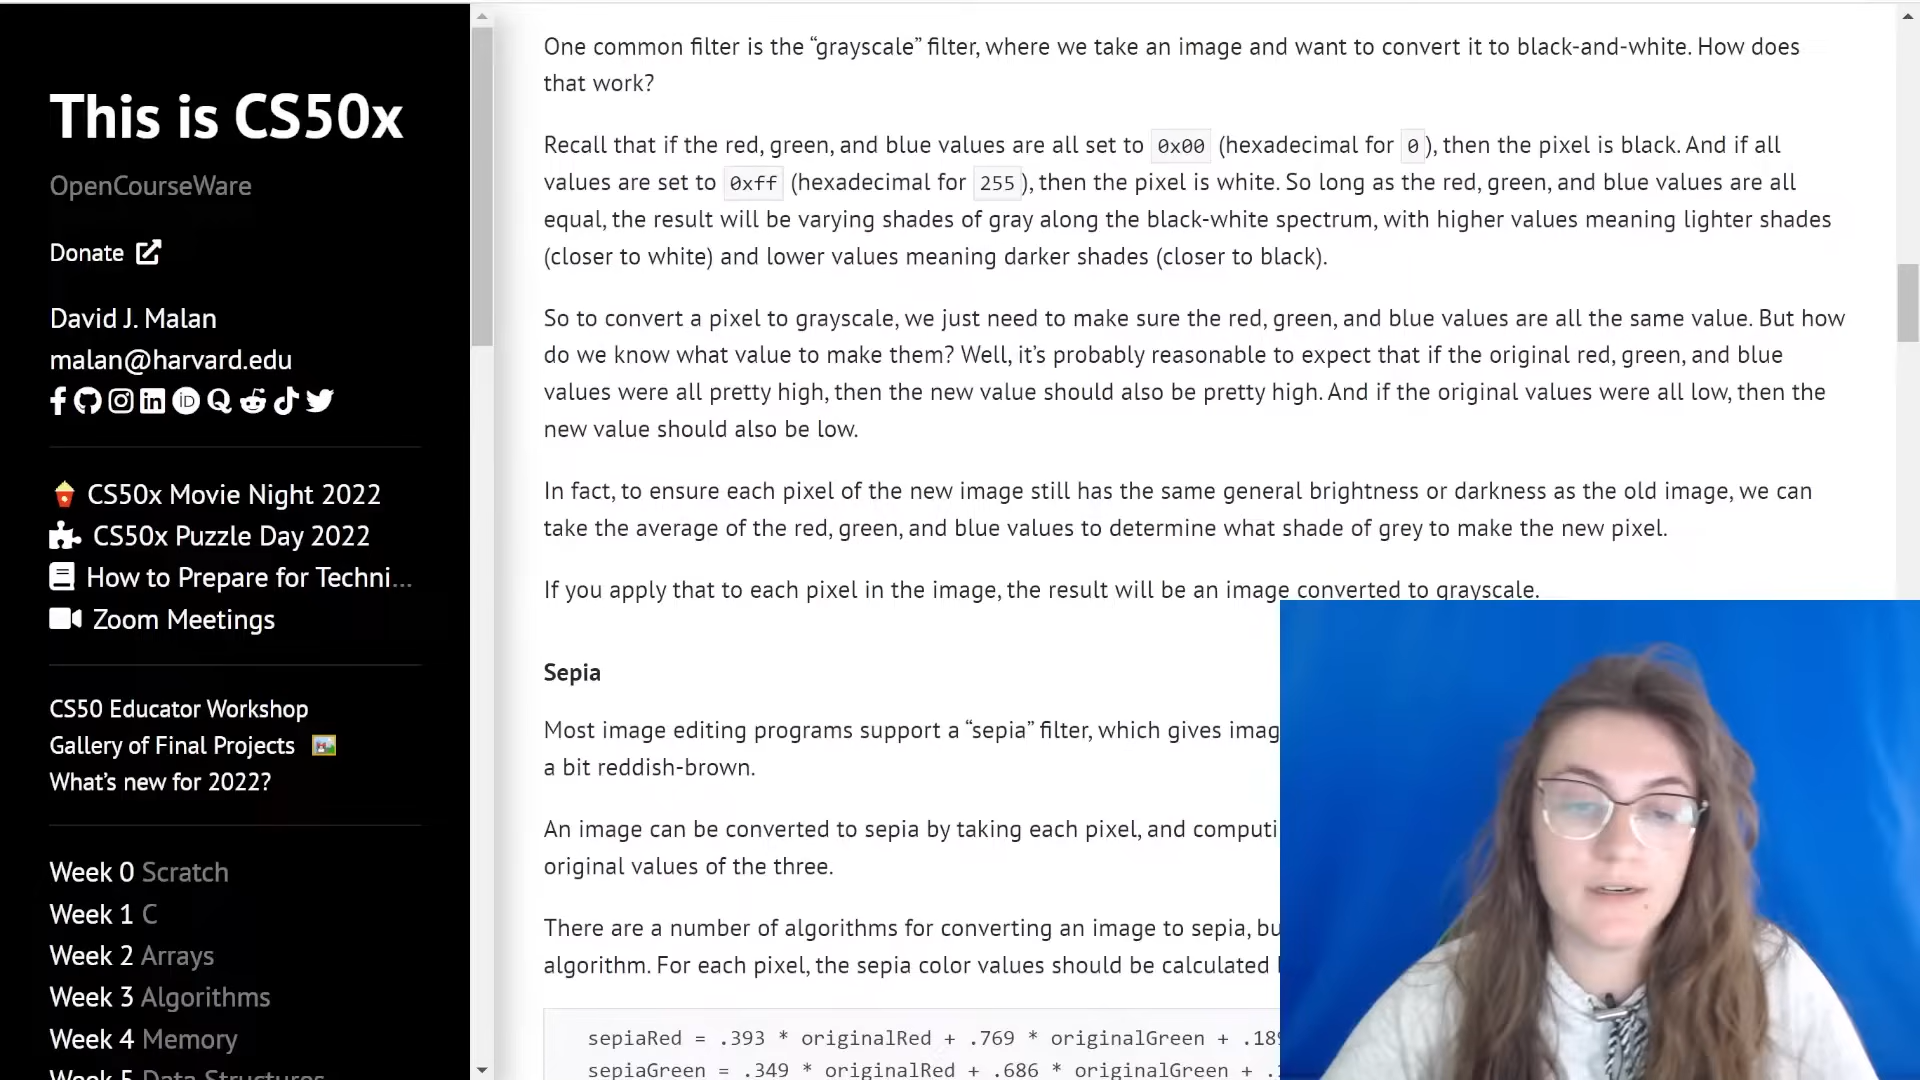 This is CS50x
OpenCourseWare
Donate
David J. Malan
malan@harvard.edu
CS50x Movie Night 2022
CS50x Puzzle Day 2022
How to Prepare for Techni...
Zoom Meetings
CS50 Educator Workshop
Gallery of Final Projects
What’s new for 2022?
Week 0 Scratch
Week 1 C
Week 2 Arrays
Week 3 Algorithms
Week 4 Memory
Week 5 Data Structures
One common filter is the “grayscale” filter, where we take an image and want to convert it to black-and-white. How does
that work?
Recall that if the red, green, and blue values are all set to 0x00 (hexadecimal for 0), then the pixel is black. And if all
values are set to 0xff (hexadecimal for 255), then the pixel is white. So long as the red, green, and blue values are all
equal, the result will be varying shades of gray along the black-white spectrum, with higher values meaning lighter shades
(closer to white) and lower values meaning darker shades (closer to black).
So to convert a pixel to grayscale, we just need to make sure the red, green, and blue values are all the same value. But how
do we know what value to make them? Well, it’s probably reasonable to expect that if the original red, green, and blue
values were all pretty high, then the new value should also be pretty high. And if the original values were all low, then the
new value should also be low.
In fact, to ensure each pixel of the new image still has the same general brightness or darkness as the old image, we can
take the average of the red, green, and blue values to determine what shade of grey to make the new pixel.
If you apply that to each pixel in the image, the result will be an image converted to grayscale.
Sepia
Most image editing programs support a “sepia” filter, which gives imag
a bit reddish-brown.
An image can be converted to sepia by taking each pixel, and computi
original values of the three.
There are a number of algorithms for converting an image to sepia, bu
algorithm. For each pixel, the sepia color values should be calculated
sepiaRed = .393 * originalRed + .769 * originalGreen + .189
sepiaGreen = .349 * originalRed + .686 * originalGreen + .